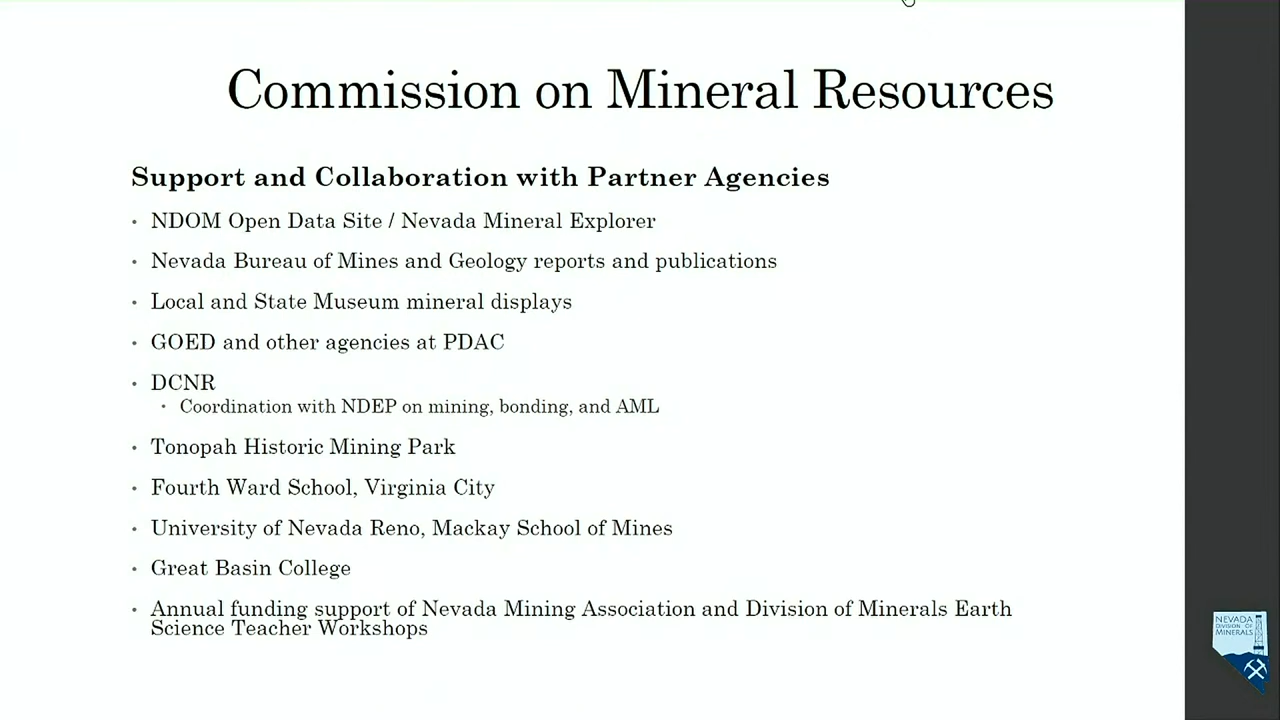 Commission on Mineral Resources
Support and Collaboration with Partner Agencies
• NDOM Open Data Site / Nevada Mineral Explorer
• Nevada Bureau of Mines and Geology reports and publications
• Local and State Museum mineral displays
• GOED and other agencies at PDAC
• DCNR
• Coordination with NDEP on mining, bonding, and AML
• Tonopah Historic Mining Park
• Fourth Ward School, Virginia City
• University of Nevada Reno, Mackay School of Mines
• Great Basin College
• Annual funding support of Nevada Mining Association and Division of Minerals Earth
Science Teacher Workshops
NEVADA
DIVISION OF
MINERALS